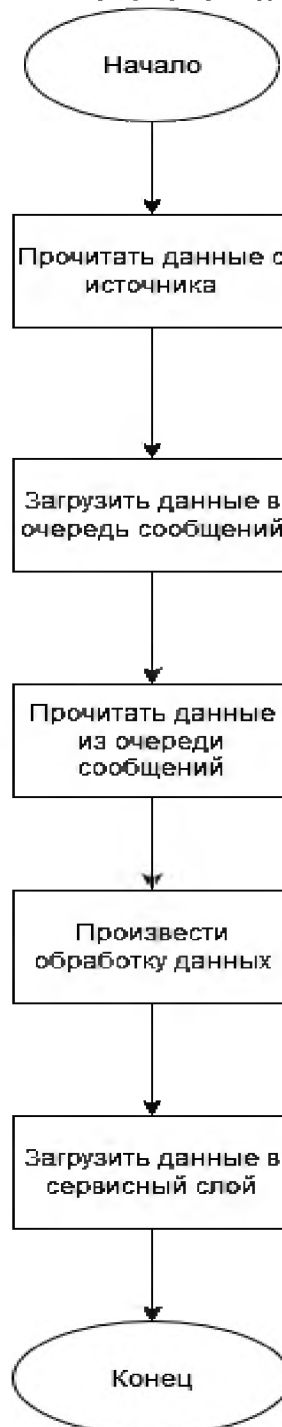 Начало
Прочитать данные с
источника
Загрузить данные в
очередь сообщений
Прочитать данные
из очереди
сообщений
Произвести
обработку данных
Загрузить данные в
сервисный слой
Конец